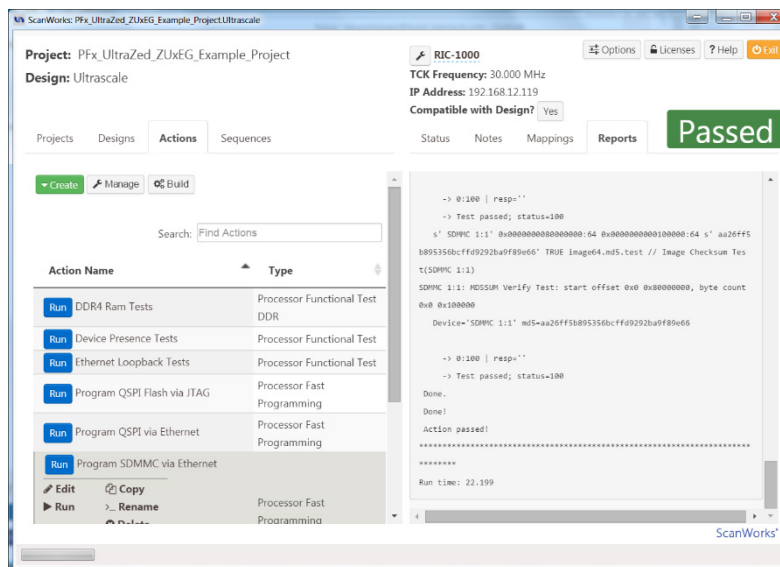 ScanWorks: PFx_UltraZed_ZUxEG_Example_Project.Ultrascale
Project: PFx_UltraZed_ZUxEG_Example_Project
Design: Ultrascale
RIC-1000
Options
Licenses
? Help
Exit
TCK Frequency: 30.000 MHz
IP Address: 192.168.12.119
Compatible with Design? Yes
Projects
Designs
Actions
Sequences
Status
Notes
Mappings
Reports
Passed
Create
Manage
Build
Search: Find Actions
Action Name
Type
Run DDR4 Ram Tests
Processor Functional Test
DDR
Run Device Presence Tests
Processor Functional Test
Run Ethernet Loopback Tests
Processor Functional Test
Run Program QSPI Flash via JTAG
Processor Fast
Programming
Run Program QSPI via Ethernet
Processor Fast
Programming
Run Program SDMMC via Ethernet
Edit
Copy
Run
Rename
Delete
Processor Fast
Programming
-> 0:100 | resp=''
-> Test passed; status=100
s' SDMMC 1:1' 0x0000000080000000:64 0x0000000000100000:64 s' aa26ff5
b895356bcffd9292ba9f89e66' TRUE image64.md5.test // Image Checksum Tes
t(SDMMC 1:1)
SDMMC 1:1: MD5SUM Verify Test: start offset 0x0 0x80000000, byte count
0x0 0x100000
Device='SDMMC 1:1' md5=aa26ff5b895356bcffd9292ba9f89e66
-> 0:100 | resp=''
-> Test passed; status=100
Done.
Done!
Action passed!
***********************************************************************
********
Run time: 22.199
ScanWorks